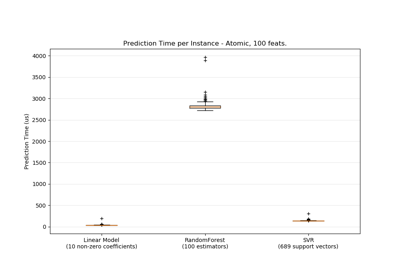 Prediction Time per Instance - Atomic, 100 feats.
4000
3500
3000
2500
2000
1500
1000
500
0
Prediction Time (us)
Linear Model
(10 non-zero coefficients)
RandomForest
(100 estimators)
SVR
(689 support vectors)